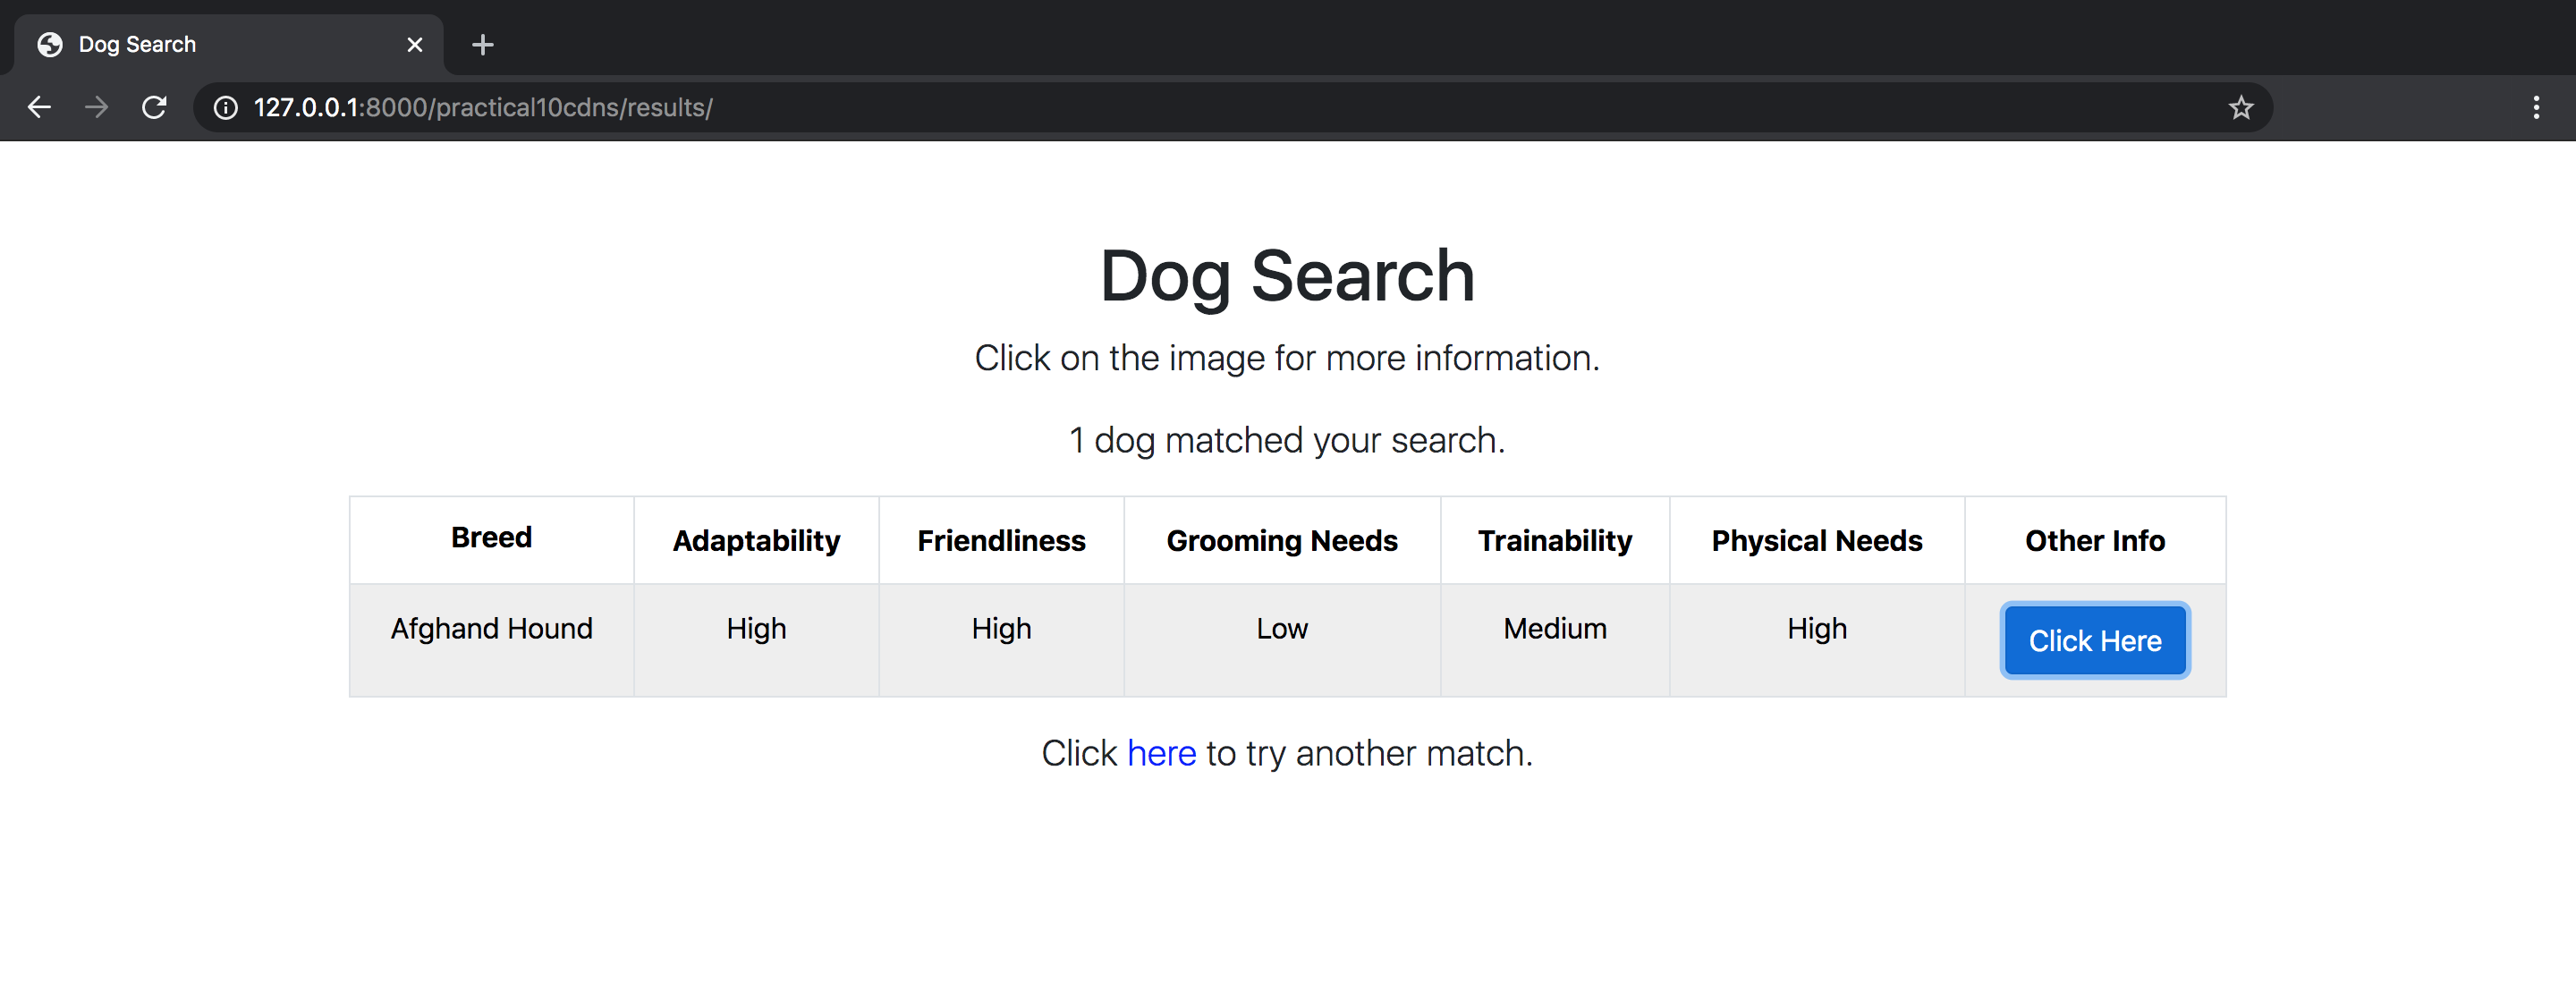 Dog Search
127.0.0.1:8000/practical10cdns/results/
Dog Search
Click on the image for more information.
1 dog matched your search.
Breed Adaptability Friendliness Grooming Needs Trainability Physical Needs Other Info
Afghand Hound High High Low Medium High Click Here
Click here to try another match.